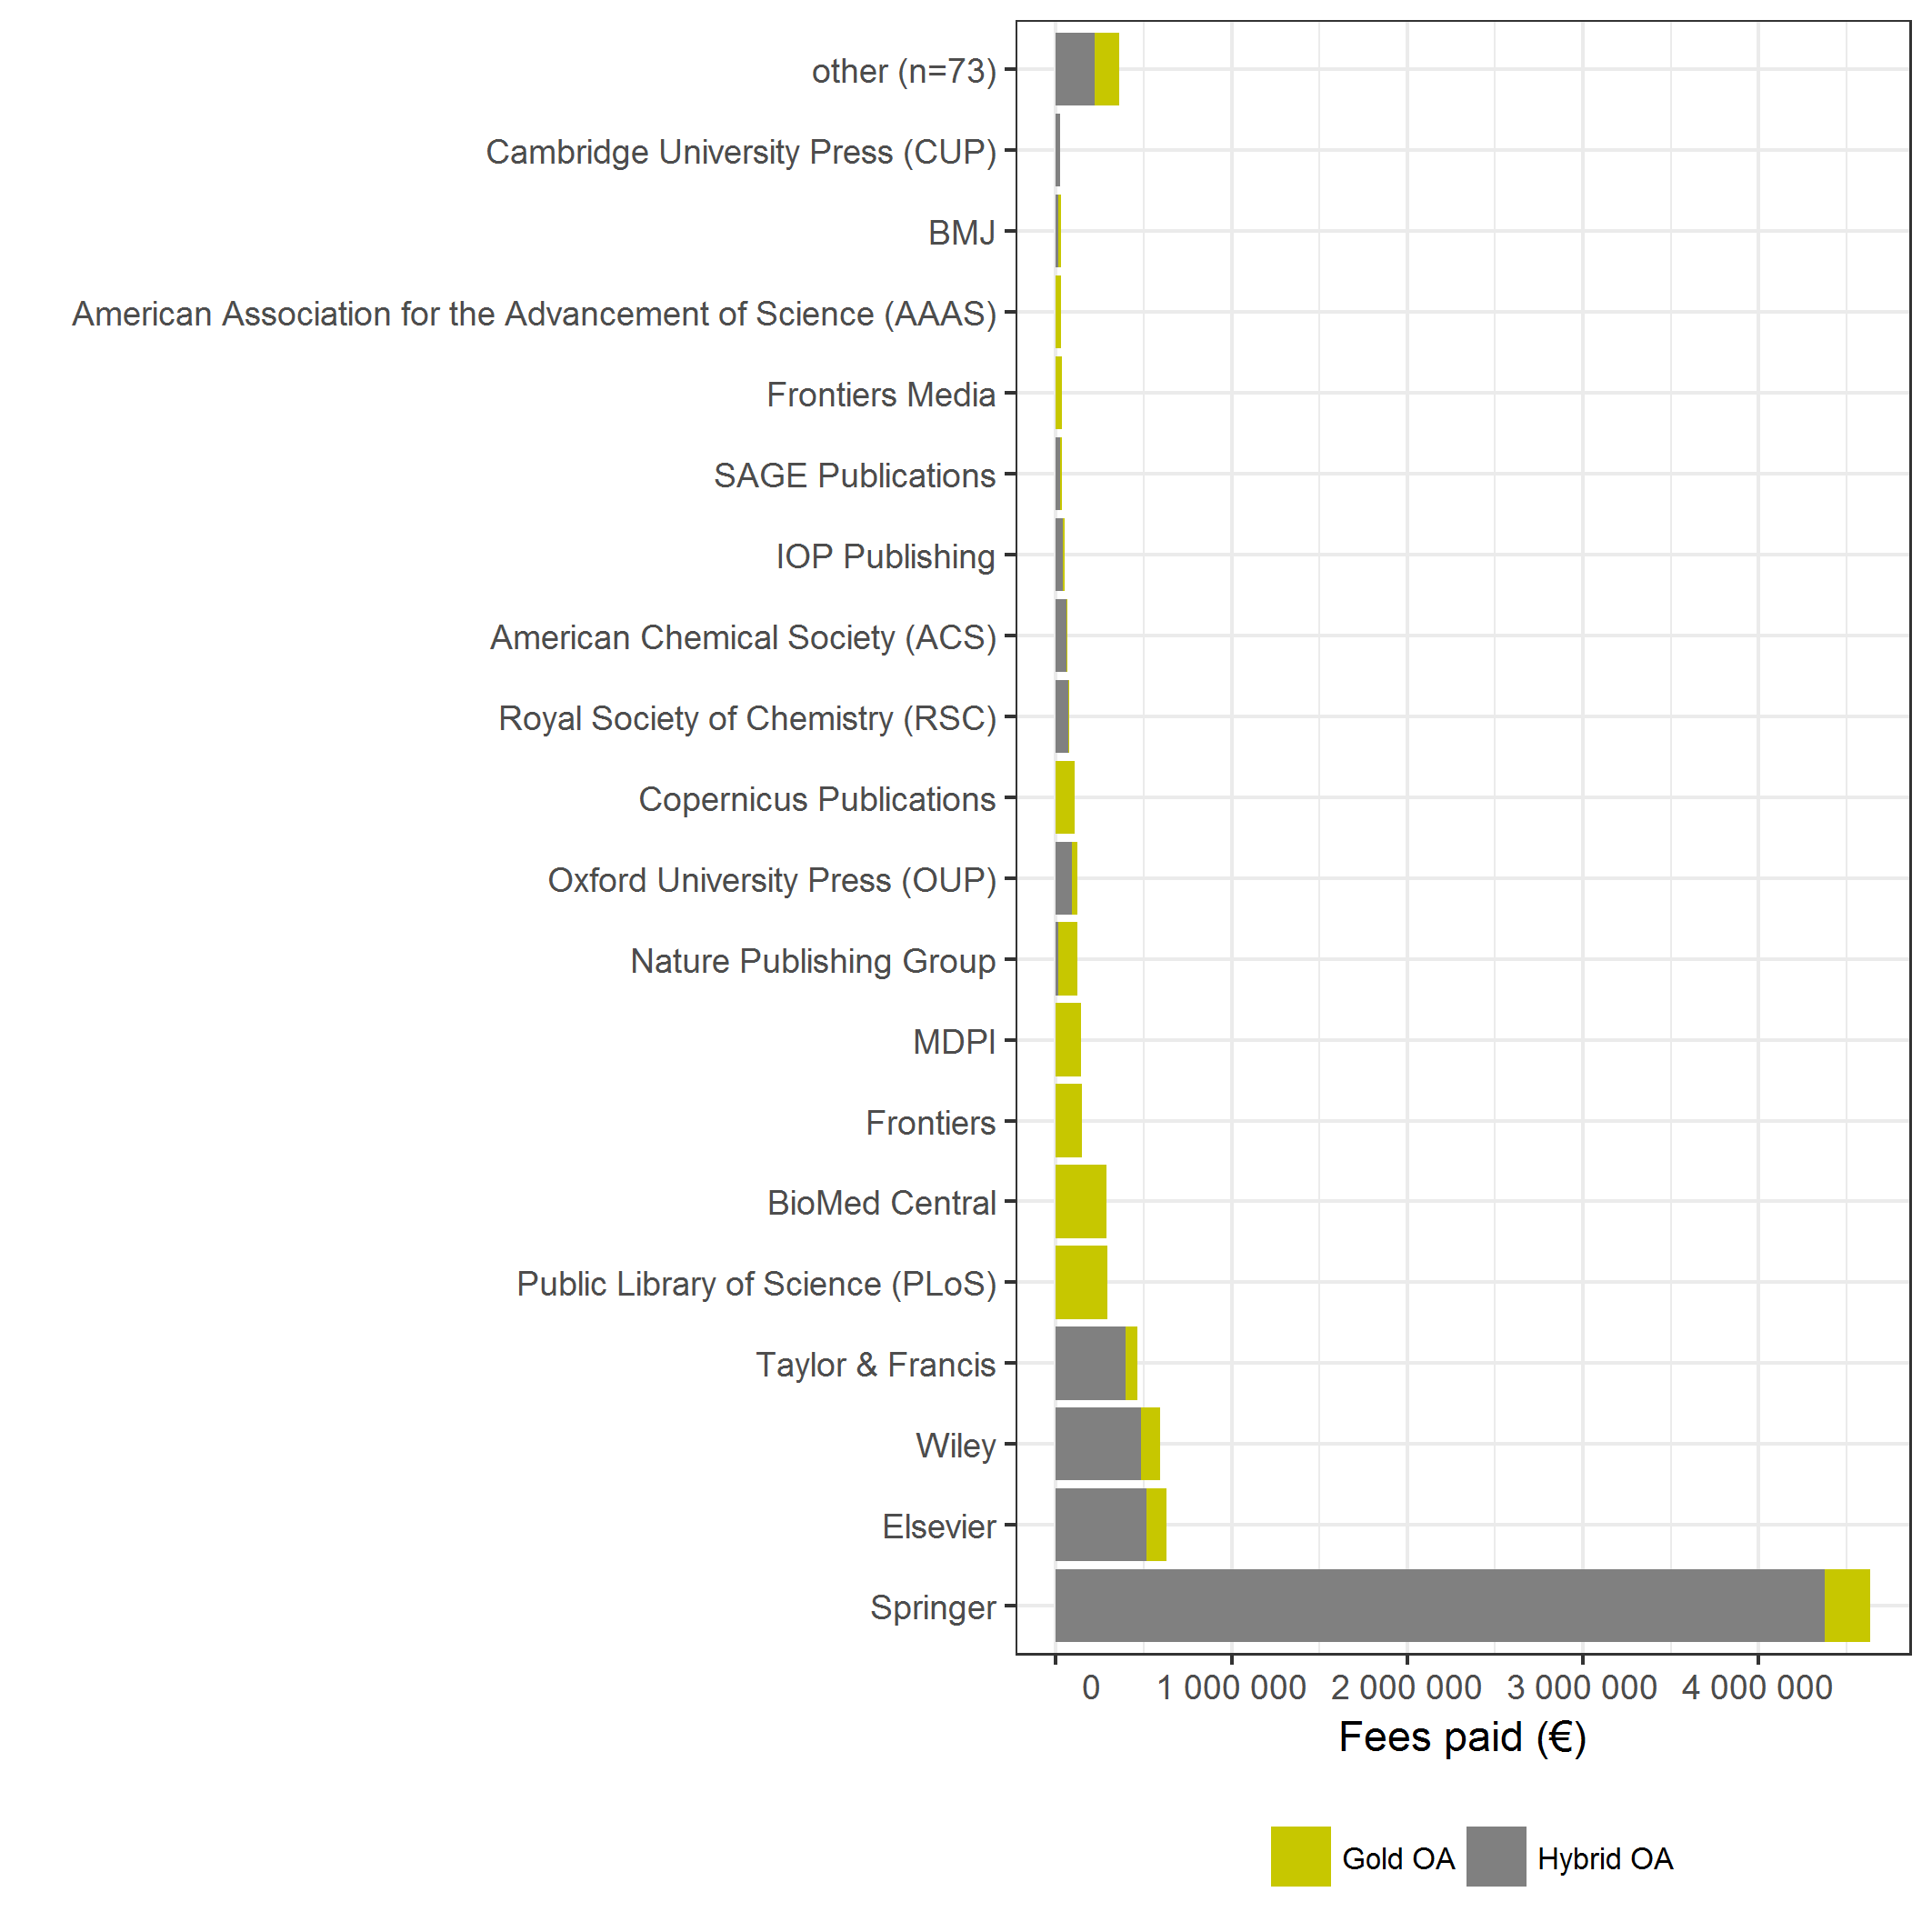 other (n=73)
Cambridge University Press (CUP)
BMJ
American Association for the Advancement of Science (AAAS)
Frontiers Media
SAGE Publications
IOP Publishing
American Chemical Society (ACS)
Royal Society of Chemistry (RSC)
Copernicus Publications
Oxford University Press (OUP)
Nature Publishing Group
MDPI
Frontiers
BioMed Central
Public Library of Science (PLoS)
Taylor & Francis
Wiley
Elsevier
Springer
0 1 000 000 2 000 000 3 000 000 4 000 000
Fees paid (€)
Gold OA Hybrid OA